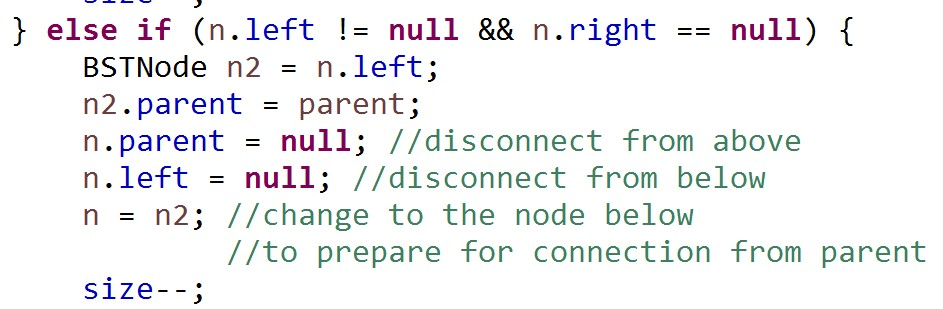 size--;
} else if (n.left != null && n.right == null) {
BSTNode n2 = n.left;
n2.parent = parent;
n.parent = null; //disconnect from above
n.left = null; //disconnect from below
n = n2; //change to the node below
//to prepare for connection from parent
size--;